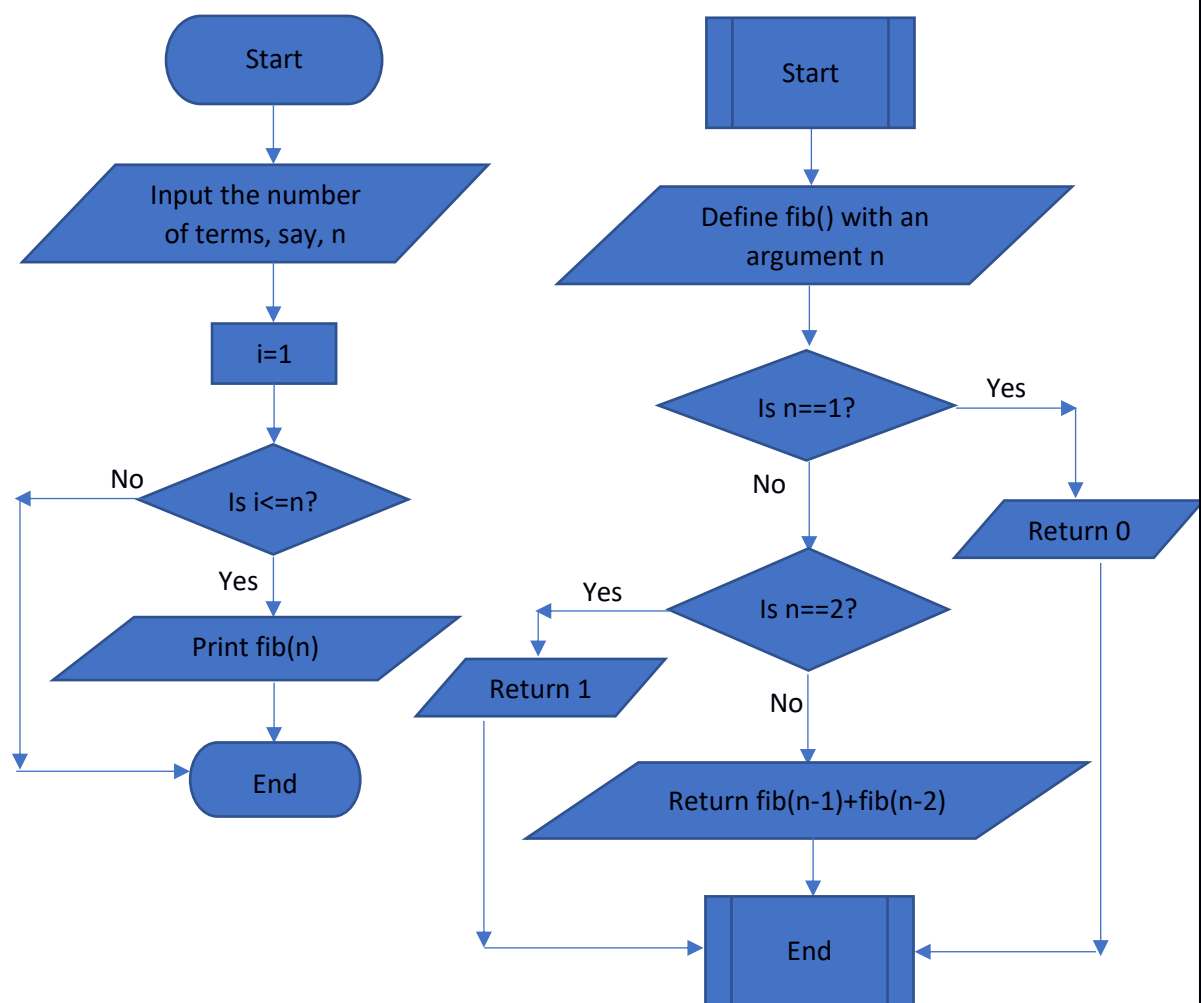 Start
Input the number
of terms, say, n
i=1
No
Is i<=n?
Yes
Print fib(n)
End
Start
Define fib() with an
argument n
Is n==1?
Yes
No
Return 0
Is n==2?
Yes
Return 1
No
Return fib(n-1)+fib(n-2)
End